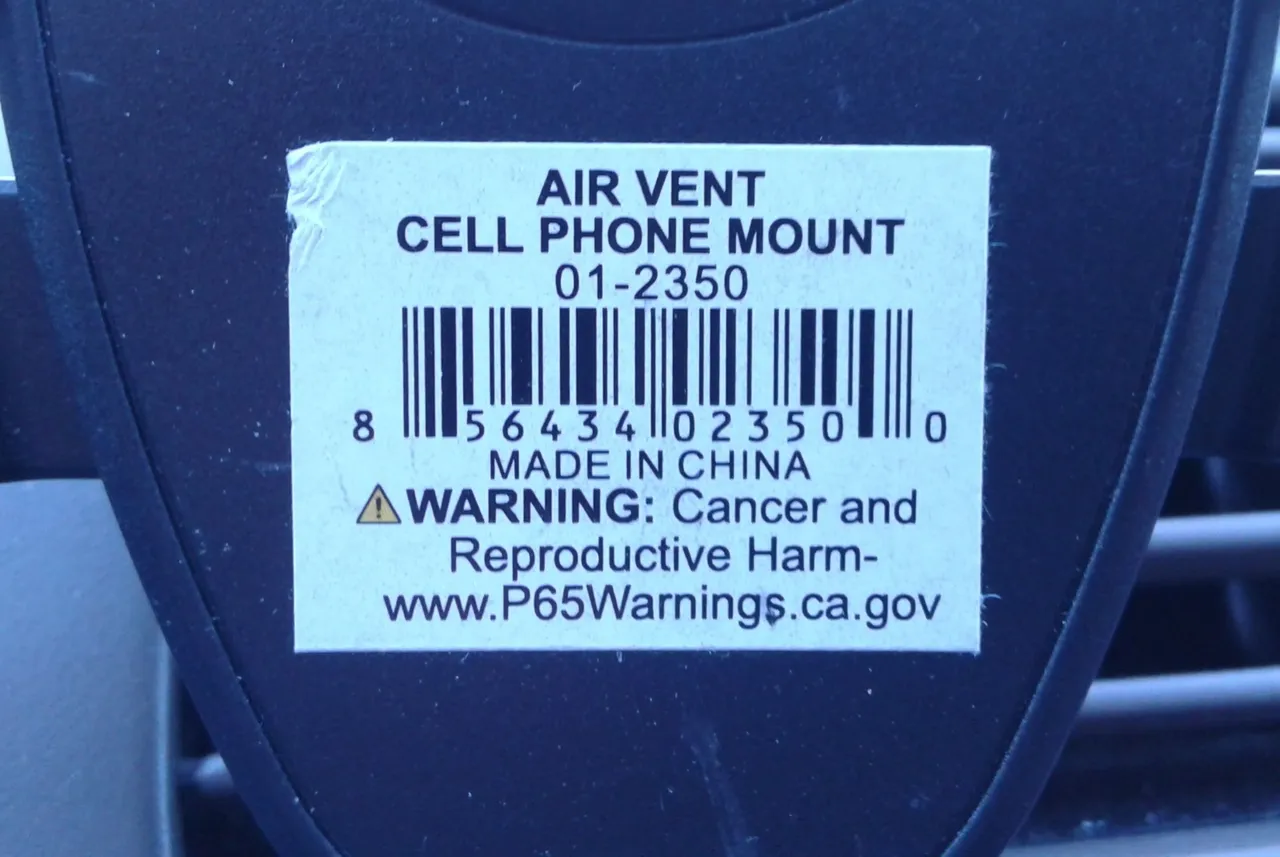 AIR VENT
CELL PHONE MOUNT
01-2350
8 56434 02350 0
MADE IN CHINA
⚠ WARNING: Cancer and
Reproductive Harm-
www.P65Warnings.ca.gov